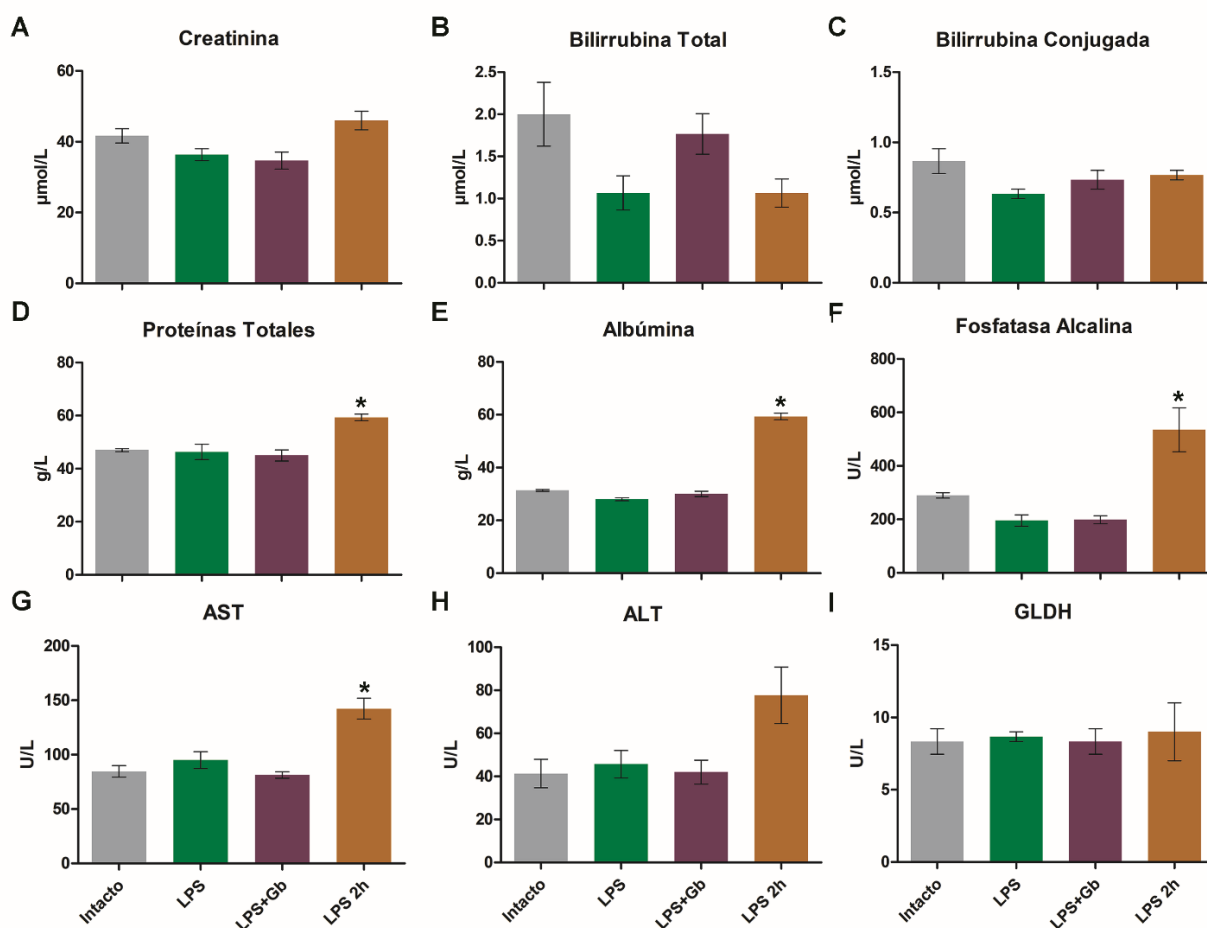 A
Creatinina
60
40
20
0
µmol/L
B
Bilirrubina Total
2.5
2.0
1.5
1.0
0.5
0.0
µmol/L
C
Bilirrubina Conjugada
1.5
1.0
0.5
0.0
µmol/L
D
Proteínas Totales
80
60
40
20
0
g/L
*
E
Albúmina
80
60
40
20
0
g/L
*
F
Fosfatasa Alcalina
800
600
400
200
0
U/L
*
G
AST
200
150
100
50
0
U/L
*
Intacto
LPS
LPS+Gb
LPS 2h
H
ALT
100
80
60
40
20
0
U/L
Intacto
LPS
LPS+Gb
LPS 2h
I
GLDH
15
10
5
0
U/L
Intacto
LPS
LPS+Gb
LPS 2h